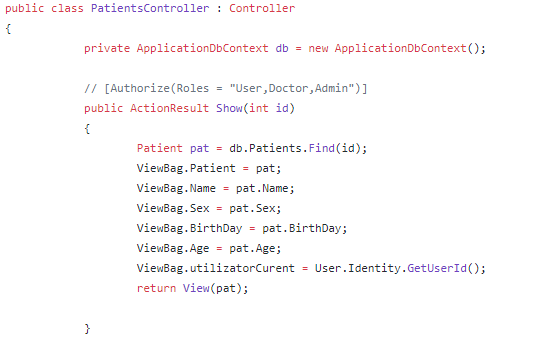 public class PatientsController : Controller
{
private ApplicationDbContext db = new ApplicationDbContext();
// [Authorize(Roles = "User,Doctor,Admin")]
public ActionResult Show(int id)
{
Patient pat = db.Patients.Find(id);
ViewBag.Patient = pat;
ViewBag.Name = pat.Name;
ViewBag.Sex = pat.Sex;
ViewBag.BirthDay = pat.BirthDay;
ViewBag.Age = pat.Age;
ViewBag.utilizatorCurent = User.Identity.GetUserId();
return View(pat);
}